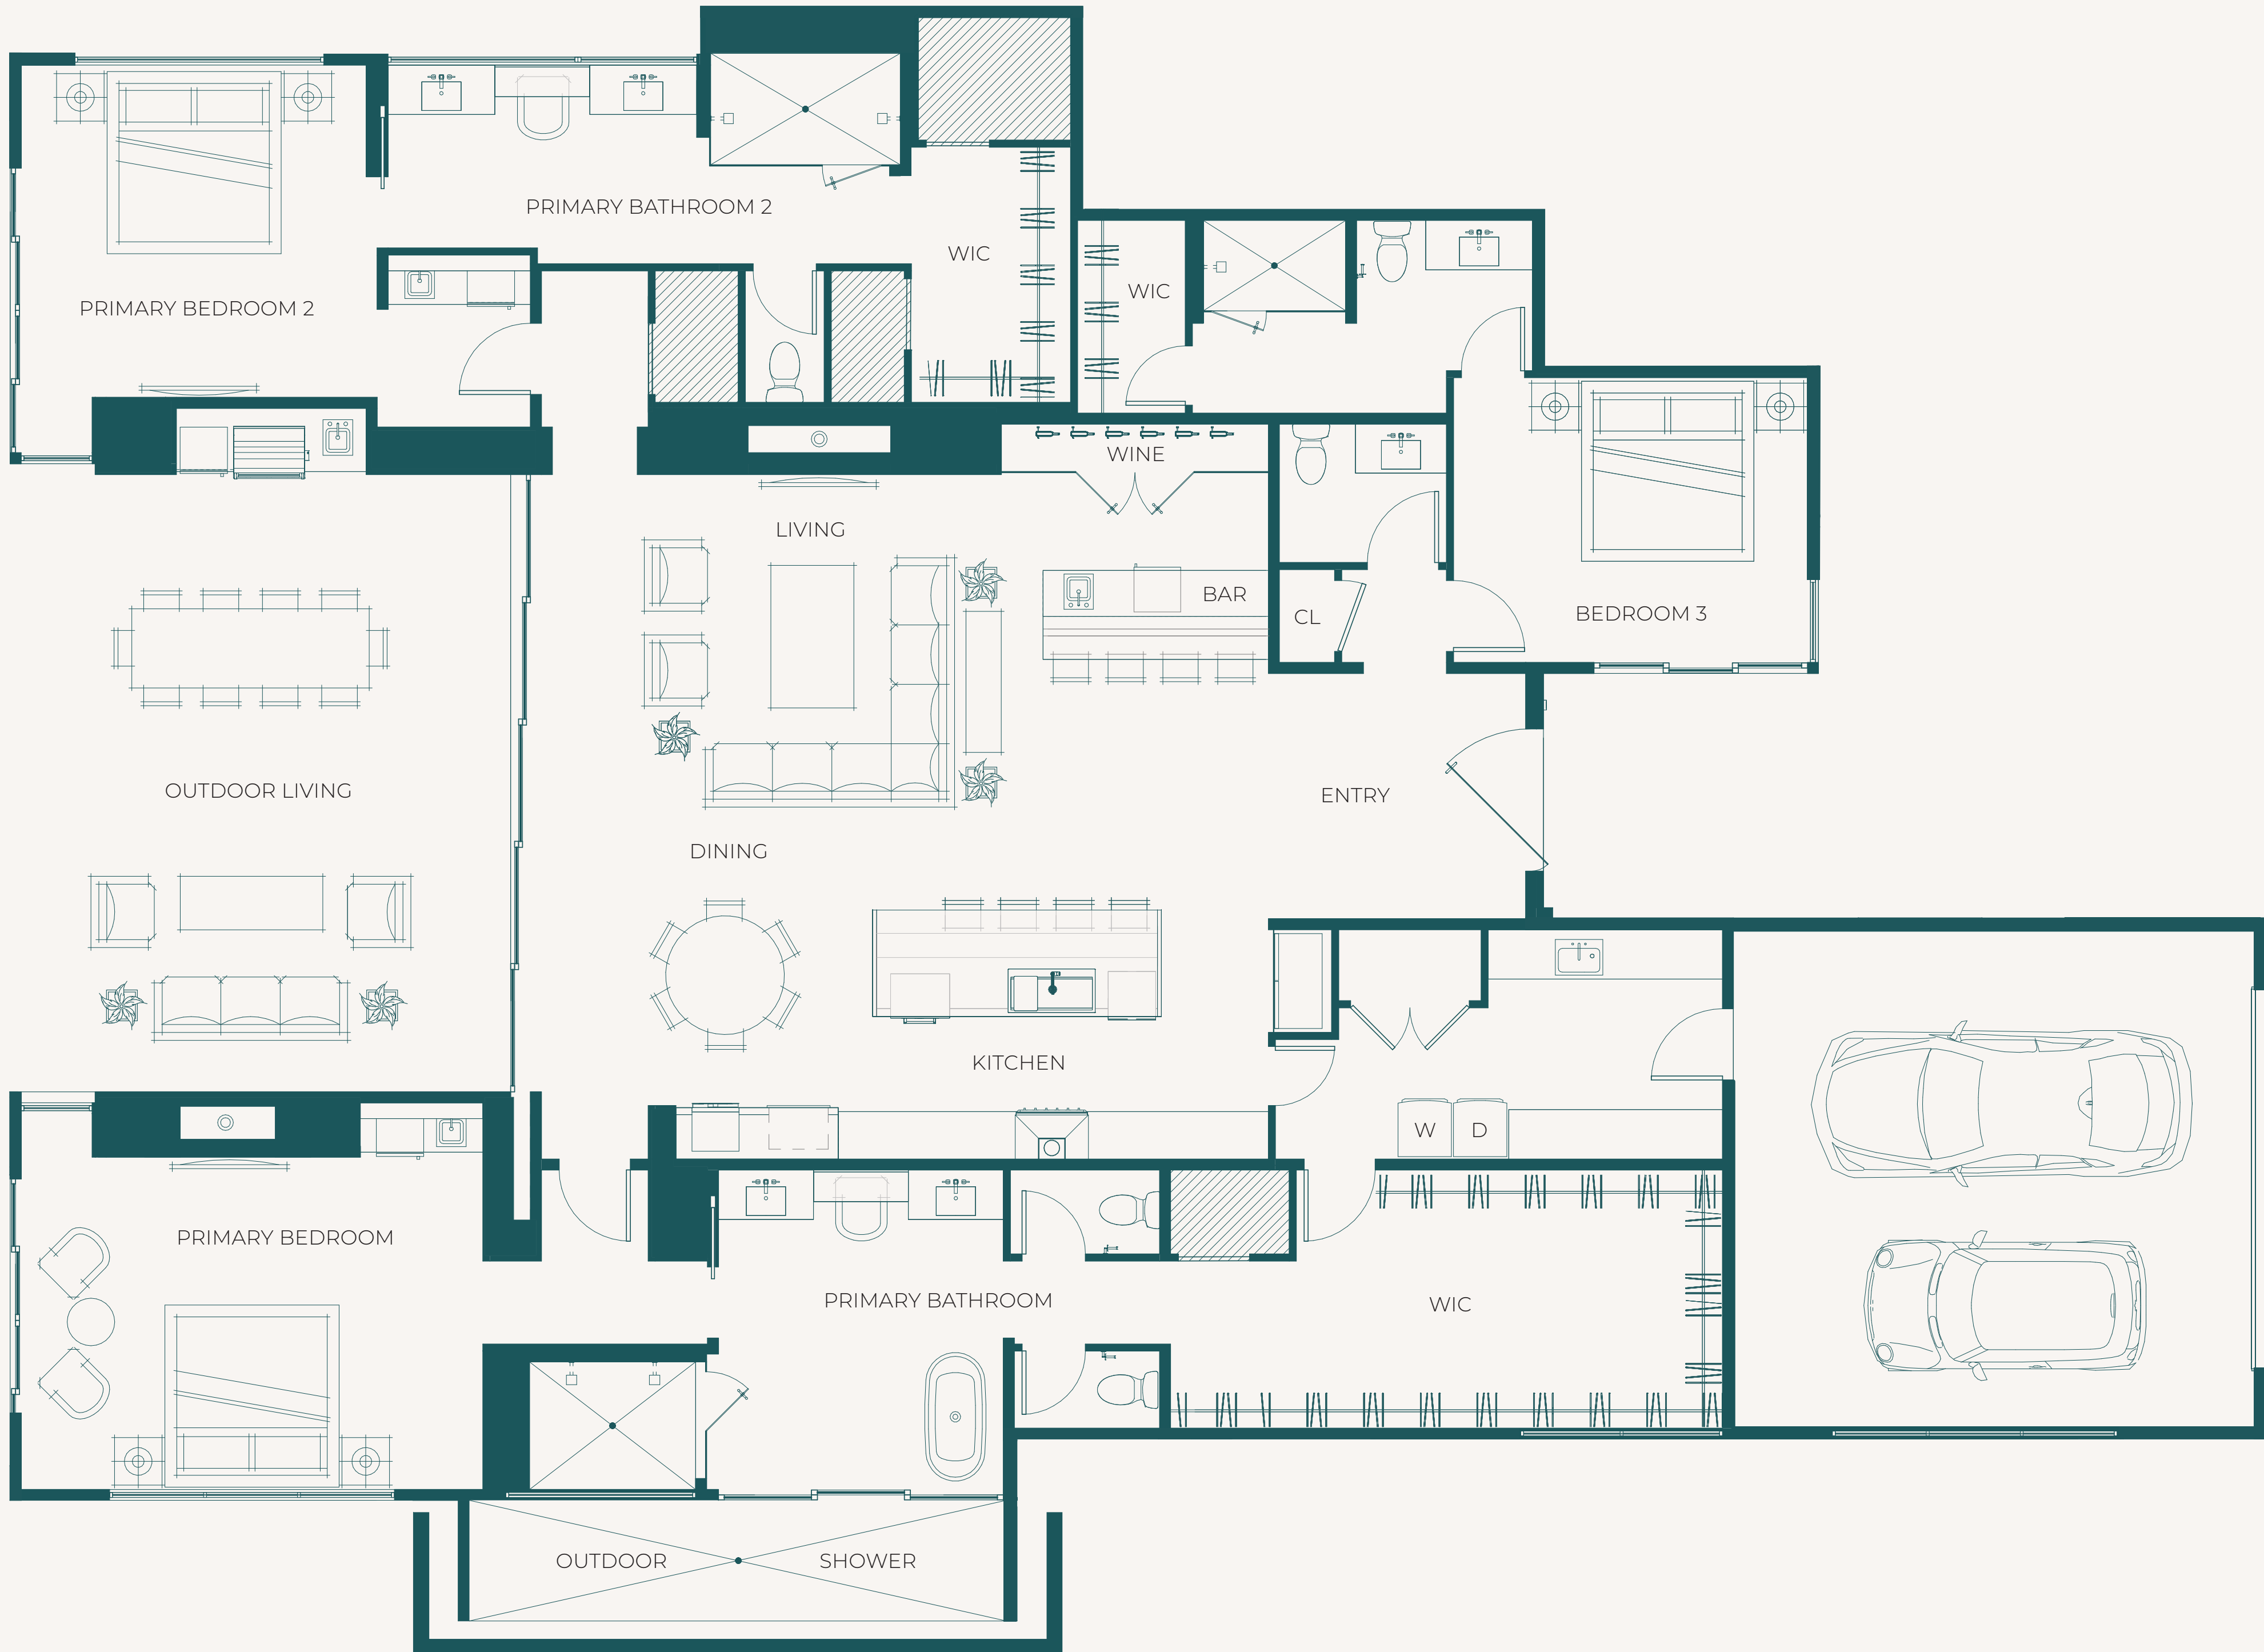 PRIMARY BATHROOM 2
WIC
WIC
PRIMARY BEDROOM 2
WINE
LIVING
BAR
CL
BEDROOM 3
OUTDOOR LIVING
ENTRY
DINING
KITCHEN
W
D
PRIMARY BEDROOM
PRIMARY BATHROOM
WIC
OUTDOOR SHOWER